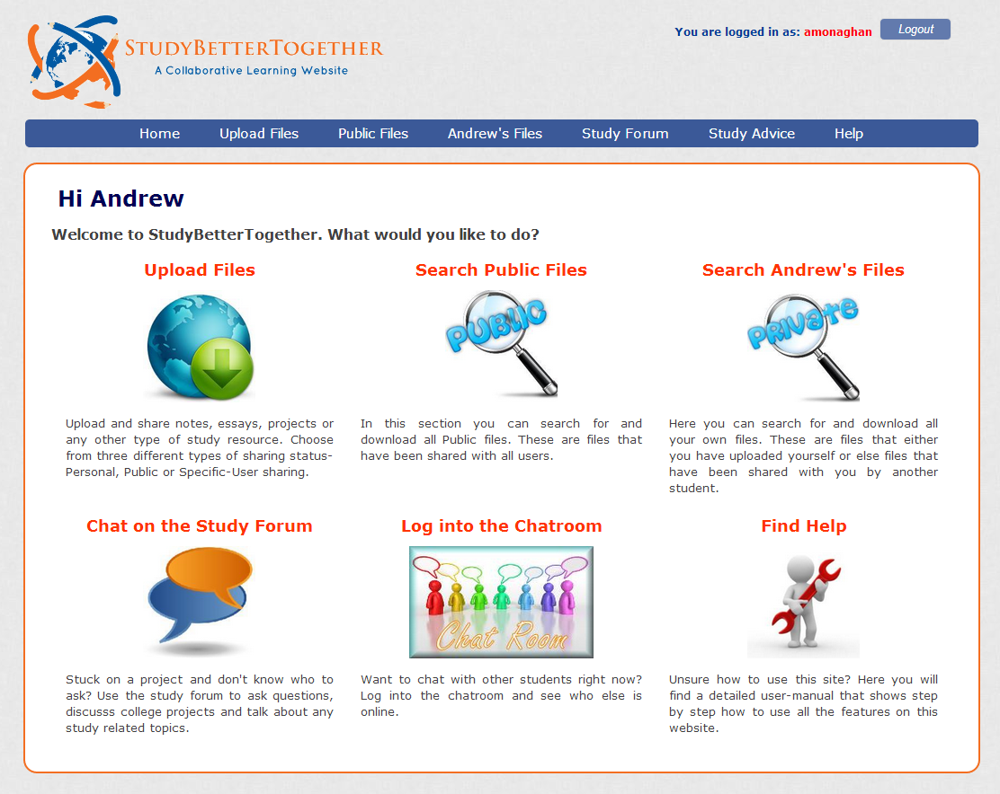 StudyBetterTogether
A Collaborative Learning Website
You are logged in as: amonaghan Logout
Home Upload Files Public Files Andrew's Files Study Forum Study Advice Help
Hi Andrew
Welcome to StudyBetterTogether. What would you like to do?
Upload Files
Upload and share notes, essays, projects or
any other type of study resource. Choose
from three different types of sharing status-
Personal, Public or Specific-User sharing.
Search Public Files
PUBLIC
In this section you can search for and
download all Public files. These are files that
have been shared with all users.
Search Andrew's Files
PRIVATE
Here you can search for and download all
your own files. These are files that either
you have uploaded yourself or else files that
have been shared with you by another
student.
Chat on the Study Forum
Stuck on a project and don't know who to
ask? Use the study forum to ask questions,
discusss college projects and talk about any
study related topics.
Log into the Chatroom
Chat Room
Want to chat with other students right now?
Log into the chatroom and see who else is
online.
Find Help
Unsure how to use this site? Here you will
find a detailed user-manual that shows step
by step how to use all the features on this
website.